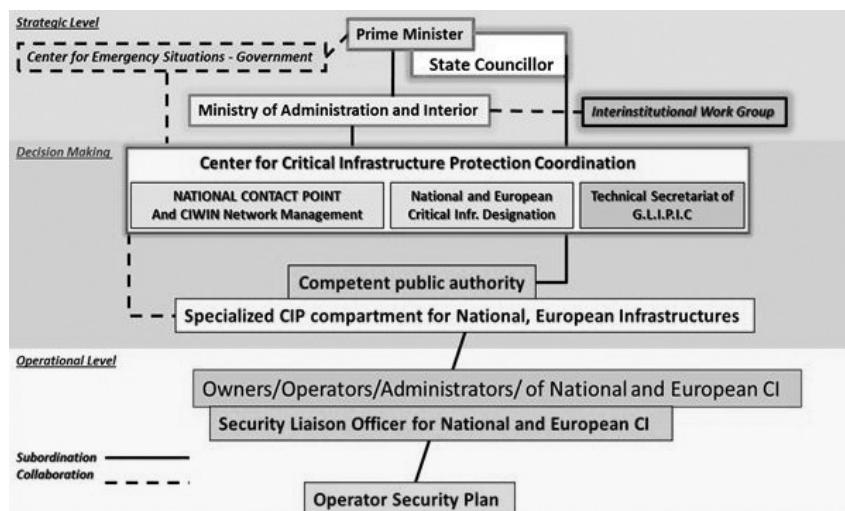 Strategic Level
Prime Minister
Center for Emergency Situations - Government
State Councillor
Ministry of Administration and Interior
Interinstitutional Work Group
Decision Making
Center for Critical Infrastructure Protection Coordination
NATIONAL CONTACT POINT
And CIWIN Network Management
National and European
Critical Infr. Designation
Technical Secretariat of
G.L.I.P.I.C
Competent public authority
Specialized CIP compartment for National, European Infrastructures
Operational Level
Owners/Operators/Administrators/ of National and European CI
Security Liaison Officer for National and European CI
Subordination
Collaboration
Operator Security Plan